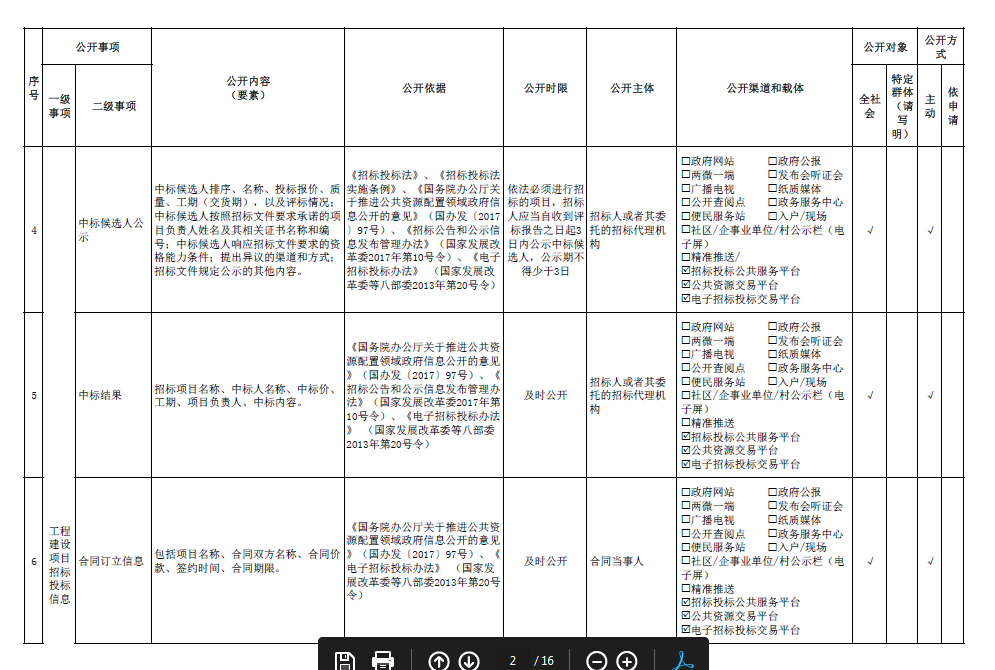 公开事项
公开对象
公开方
式
序
号
一级
事项
二级事项
公开内容
（要素）
公开依据
公开时限
公开主体
公开渠道和载体
全社
会
特定
群体
（请
写
明）
主
动
依
申
请
4
中标候选人公
示
中标候选人排序、名称、投标报价、质
量、工期（交货期），以及评标情况；
中标候选人按照招标文件要求承诺的项
目负责人姓名及其相关证书名称和编
号；中标候选人响应招标文件要求的资
格能力条件；提出异议的渠道和方式；
招标文件规定公示的其他内容。
《招标投标法》、《招标投标法
实施条例》、《国务院办公厅关
于推进公共资源配置领域政府信
息公开的意见》（国办发〔2017
〕97号）、《招标公告和公示信
息发布管理办法》（国家发展改
革委2017年第10号令）、《电子
招标投标办法》（国家发展改
革委等八部委2013年第20号令）
依法必须进行招
标的项目，招标
人应当自收到评
标报告之日起3
日内公示中标候
选人，公示期不
得少于3日
招标人或者其委
托的招标代理机
构
☐政府网站 ☐政府公报
☐两微一端 ☐发布会听证会
☐广播电视 ☐纸质媒体
☐公开查阅点 ☐政务服务中心
☐便民服务站 ☐入户/现场
☐社区/企事业单位/村公示栏（电
子屏）
☐精准推送/
☑招标投标公共服务平台
☑公共资源交易平台
☑电子招标投标交易平台
√
√
5
中标结果
招标项目名称、中标人名称、中标价、
工期、项目负责人、中标内容。
《国务院办公厅关于推进公共资
源配置领域政府信息公开的意见
》（国办发〔2017〕97号）、《
招标公告和公示信息发布管理办
法》（国家发展改革委2017年第
10号令）、《电子招标投标办法
》（国家发展改革委等八部委
2013年第20号令）
及时公开
招标人或者其委
托的招标代理机
构
☐政府网站 ☐政府公报
☐两微一端 ☐发布会听证会
☐广播电视 ☐纸质媒体
☐公开查阅点 ☐政务服务中心
☐便民服务站 ☐入户/现场
☐社区/企事业单位/村公示栏（电
子屏）
☐精准推送
☑招标投标公共服务平台
☑公共资源交易平台
☑电子招标投标交易平台
√
√
6
工程
建设
项目
招标
投标
信息
合同订立信息
包括项目名称、合同双方名称、合同价
款、签约时间、合同期限。
《国务院办公厅关于推进公共资
源配置领域政府信息公开的意见
》（国办发〔2017〕97号）、《
电子招标投标办法》（国家发
展改革委等八部委2013年第20号
令）
及时公开
合同当事人
☐政府网站 ☐政府公报
☐两微一端 ☐发布会听证会
☐广播电视 ☐纸质媒体
☐公开查阅点 ☐政务服务中心
☐便民服务站 ☐入户/现场
☐社区/企事业单位/村公示栏（电
子屏）
☐精准推送
☑招标投标公共服务平台
☑公共资源交易平台
☑电子招标投标交易平台
√
√
2 /16